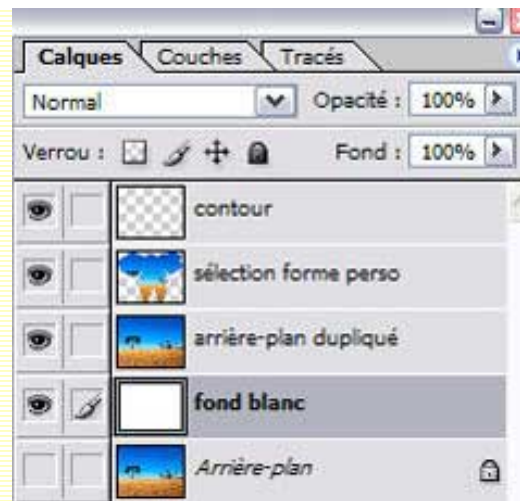 Calques Couches Tracés
Normal Opacité : 100%
Verrou : Fond : 100%
contour
sélection forme perso
arrière-plan dupliqué
fond blanc
Arrière-plan